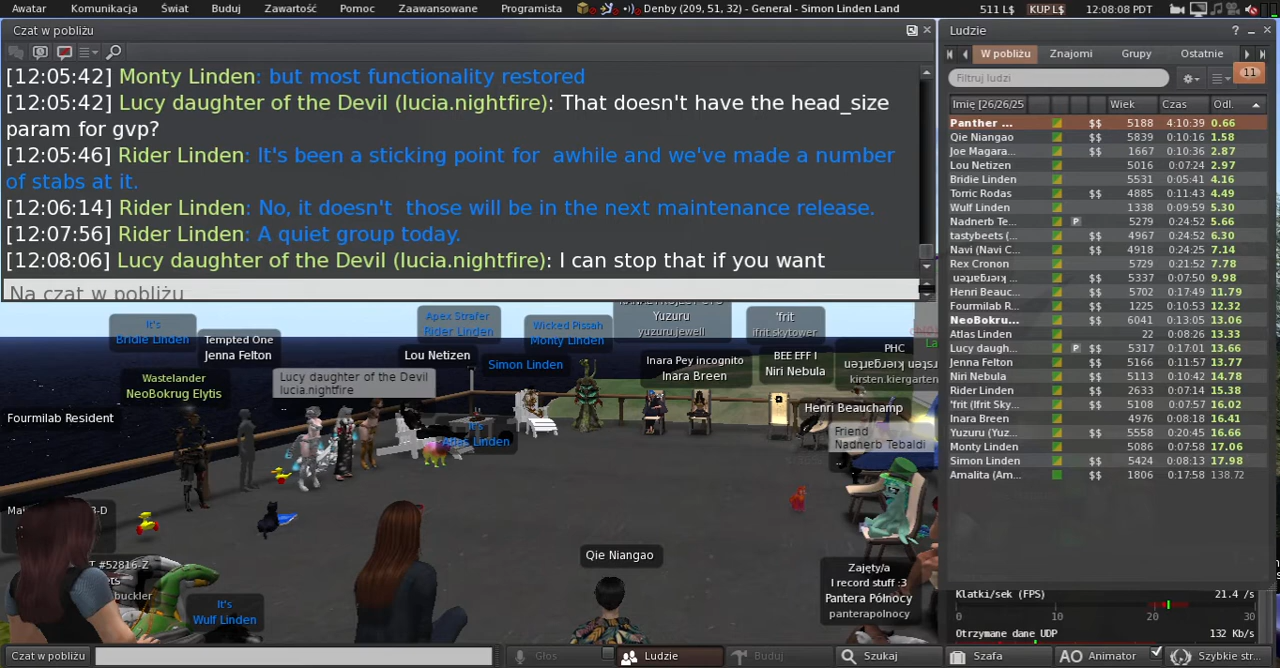 Awatar Komunikacja Świat Buduj Zawartość Pomoc Zaawansowane Programista Denby (209, 51, 32) - General - Simon Linden Land 511 L$ KUP L$ 12:08:08 PDT
Czat w pobliżu
[12:05:42] Monty Linden: but most functionality restored
[12:05:42] Lucy daughter of the Devil (lucia.nightfire): That doesn't have the head_size
param for gvp?
[12:05:46] Rider Linden: It's been a sticking point for awhile and we've made a number
of stabs at it.
[12:06:14] Rider Linden: No, it doesn't those will be in the next maintenance release.
[12:07:56] Rider Linden: A quiet group today.
[12:08:06] Lucy daughter of the Devil (lucia.nightfire): I can stop that if you want
Na czat w pobliżu
Ludzie
W pobliżu Znajomi Grupy Ostatnie
11
Filtruj ludzi
Imię [26/26/25 Wiek Czas Odl.
Panther ... $$ 5188 4:10:39 0.66
Qie Niangao $$ 5839 0:10:16 1.58
Joe Magara... $$ 1667 0:10:36 2.87
Lou Netizen 5016 0:07:24 2.97
Bridie Linden 5531 0:05:41 4.16
Torric Rodas $$ 4885 0:11:43 4.49
Wulf Linden 1338 0:09:59 5.30
Nadnerb Te... P 5279 0:24:52 5.66
tastybeets (... $$ 4967 0:24:52 6.30
Navi (Navi C... $$ 4918 0:24:25 7.14
Rex Cronon 5729 0:21:52 7.78
$$ 5337 0:07:50 9.98
Henri Beauc... $$ 5702 0:17:49 11.79
Fourmilab R... $$ 1225 0:10:53 12.32
NeoBokru... $$ 6041 0:13:05 13.06
Atlas Linden 22 0:08:26 13.33
Lucy daugh... P $$ 5317 0:17:01 13.66
Jenna Felton $$ 5166 0:11:57 13.77
Niri Nebula $$ 5113 0:10:42 14.78
Rider Linden $$ 2633 0:07:14 15.38
'frit (Ifrit Sky... $$ 5108 0:07:57 16.02
Inara Breen 4976 0:08:18 16.41
Yuzuru (Yuz... $$ 5558 0:20:45 16.66
Monty Linden 5086 0:07:58 17.06
Simon Linden $$ 5424 0:08:13 17.98
Amalita (Am... $$ 1806 0:17:58 138.72
It's
Bridie Linden
Tempted One
Jenna Felton
Apex Strafer
Rider Linden
Wicked Pissah
Monty Linden
Yuzuru
yuzuru.jewell
'frit
ifrit.skytower
Lou Netizen
Simon Linden
Inara Pey incognito
Inara Breen
BEE EFF I
Niri Nebula
PHC
kirsten.kiergarten
Wastelander
NeoBokrug Elytis
Lucy daughter of the Devil
lucia.nightfire
Fourmilab Resident
Henri Beauchamp
It's
Atlas Linden
Friend
Nadnerb Tebaldi
#52816-Z
buckler
It's
Wulf Linden
Qie Niangao
Zajęty/a
I record stuff :3
Pantera Północy
panterapolnocy
Klatki/sek (FPS) 21.4 /s
0 10 20 30
Otrzymane dane UDP 132 Kb/s
Czat w pobliżu Głos Ludzie Buduj Szukaj Szafa AO Animator Szybkie str...